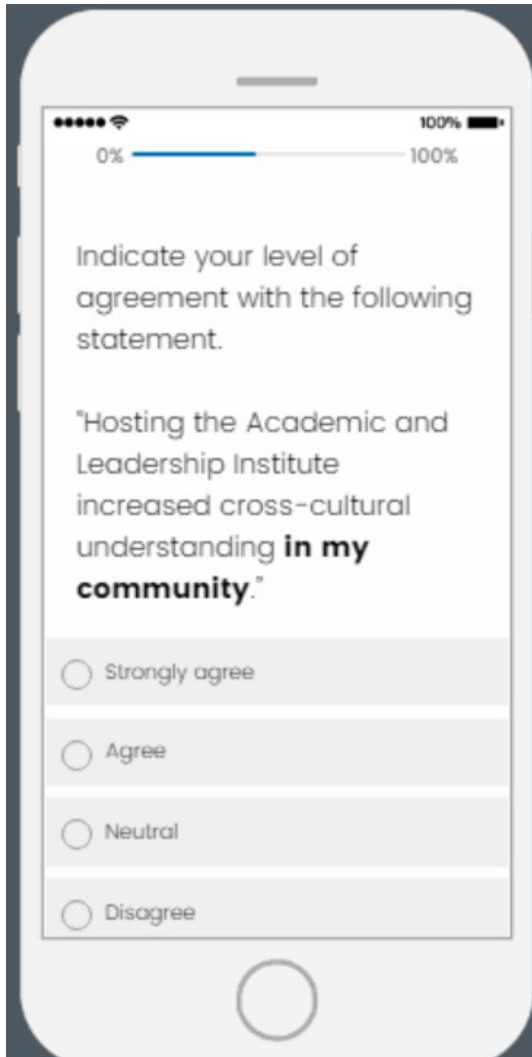 100%
0% 100%
Indicate your level of
agreement with the following
statement.
"Hosting the Academic and
Leadership Institute
increased cross-cultural
understanding in my
community."
Strongly agree
Agree
Neutral
Disagree